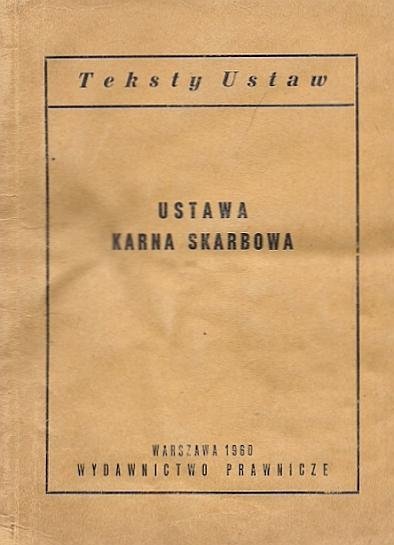 Teksty Ustaw
USTAWA
KARNA SKARBOWA
WARSZAWA 1960
WYDAWNICTWO PRAWNICZE